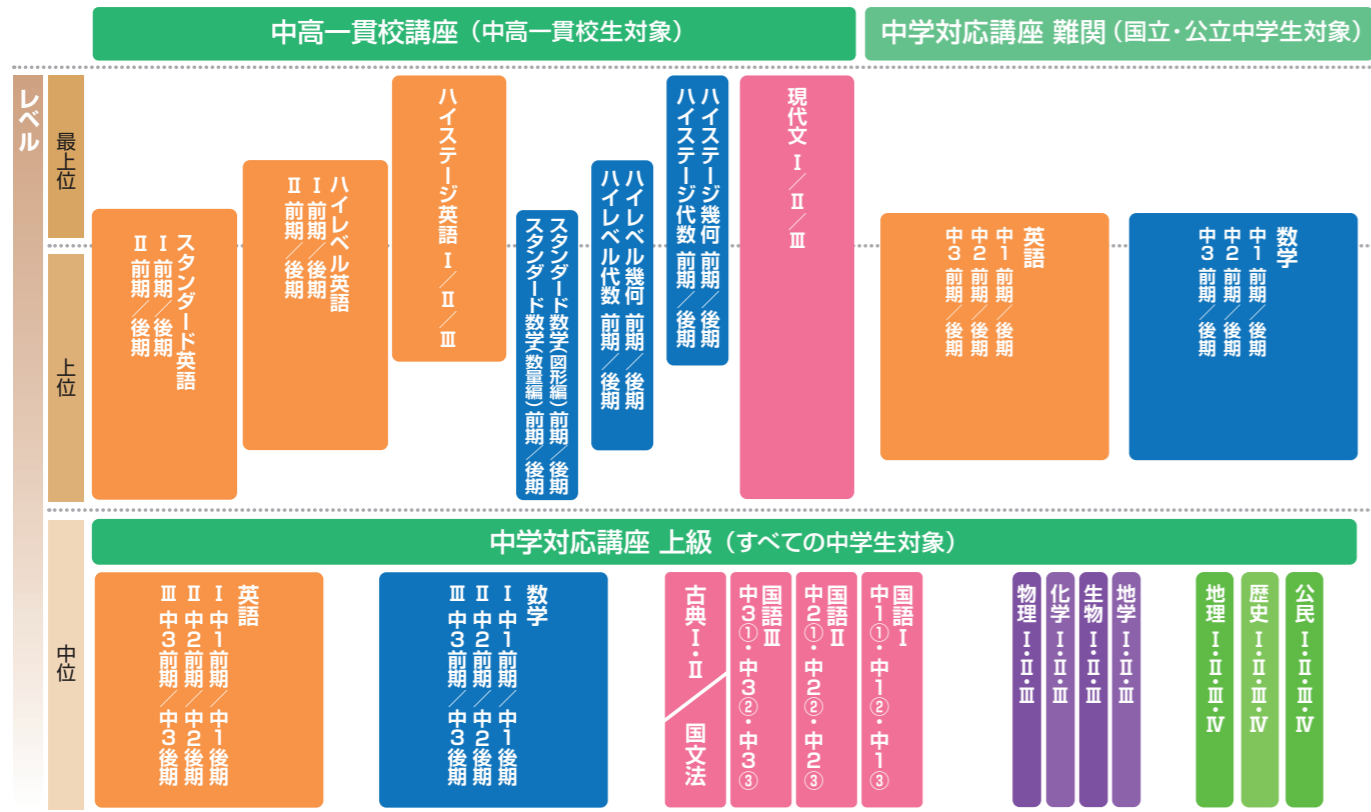 中高一貫校講座（中高一貫校生対象）
中学対応講座 難関（国立・公立中学生対象）
レベル
最上位
上位
中位
スタンダード英語
Ⅰ 前期／後期
Ⅱ 前期／後期
ハイレベル英語
Ⅰ 前期／後期
Ⅱ 前期／後期
ハイステージ英語 Ⅰ／Ⅱ／Ⅲ
スタンダード数学（図形編）前期／後期
スタンダード数学（数量編）前期／後期
ハイレベル幾何 前期／後期
ハイレベル代数 前期／後期
ハイステージ幾何 前期／後期
ハイステージ代数 前期／後期
現代文 Ⅰ／Ⅱ／Ⅲ
英語
中1 前期／後期
中2 前期／後期
中3 前期／後期
数学
中1 前期／後期
中2 前期／後期
中3 前期／後期
中学対応講座 上級（すべての中学生対象）
英語
Ⅰ 中1前期／中1後期
Ⅱ 中2前期／中2後期
Ⅲ 中3前期／中3後期
数学
Ⅰ 中1前期／中1後期
Ⅱ 中2前期／中2後期
Ⅲ 中3前期／中3後期
古典Ⅰ・Ⅱ
国文法
国語Ⅲ
中3①・中3②・中3③
国語Ⅱ
中2①・中2②・中2③
国語Ⅰ
中1①・中1②・中1③
物理 Ⅰ・Ⅱ・Ⅲ
化学 Ⅰ・Ⅱ・Ⅲ
生物 Ⅰ・Ⅱ・Ⅲ
地学 Ⅰ・Ⅱ・Ⅲ
地理 Ⅰ・Ⅱ・Ⅲ・Ⅳ
歴史 Ⅰ・Ⅱ・Ⅲ・Ⅳ
公民 Ⅰ・Ⅱ・Ⅲ・Ⅳ